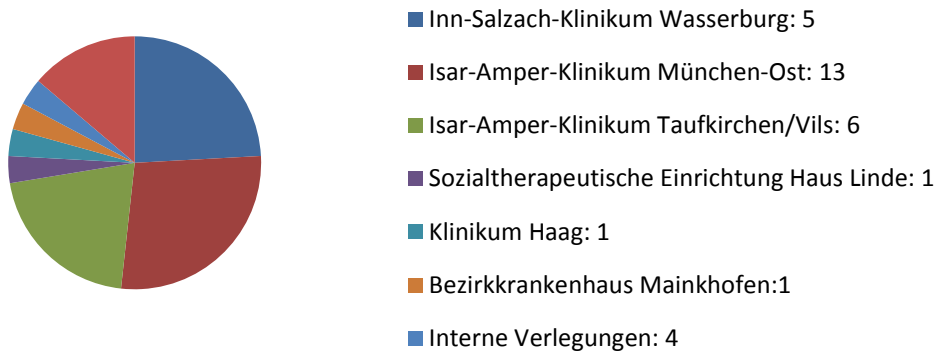 Inn-Salzach-Klinikum Wasserburg: 5
Isar-Amper-Klinikum München-Ost: 13
Isar-Amper-Klinikum Taufkirchen/Vils: 6
Sozialtherapeutische Einrichtung Haus Linde: 1
Klinikum Haag: 1
Bezirkkrankenhaus Mainkhofen:1
Interne Verlegungen: 4